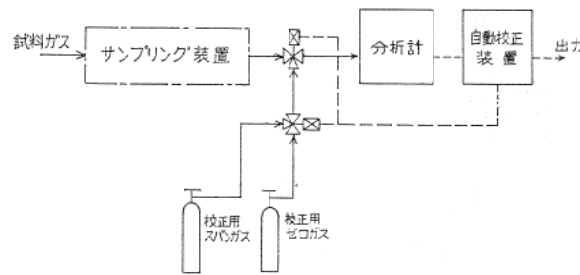 試料ガス
サンプリング装置
分析計
自動校正
装置
出力
校正用
スパンガス
校正用
ゼロガス